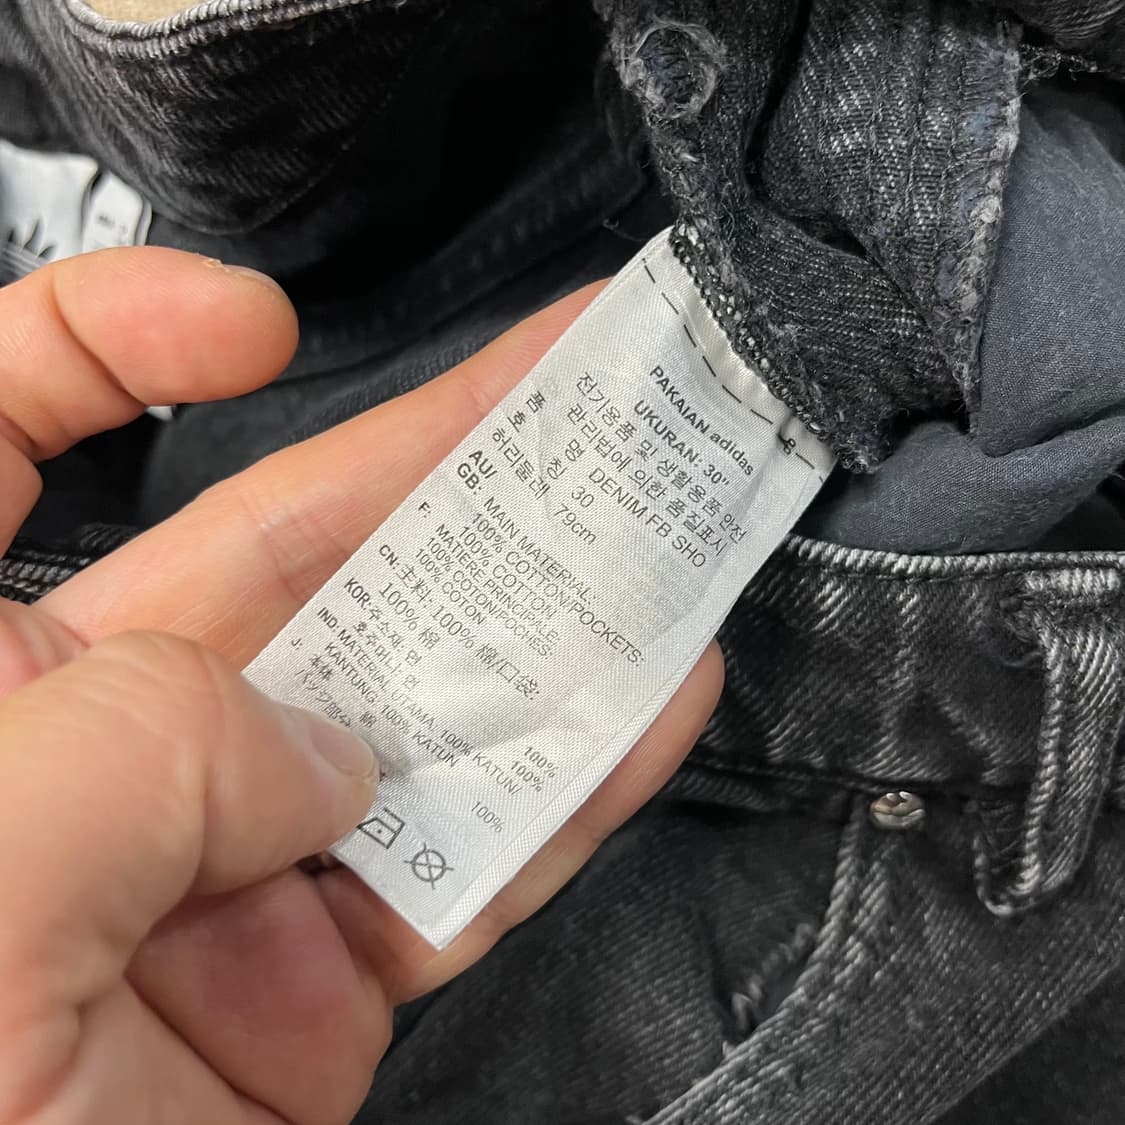 PAKAIAN adidas
UKURAN: 30"
전기용품 및 생활용품 안전
관리법에 의한 품질표시
품 명 DENIM FB SHO
호 칭 30
허리둘레 79cm
AU/
GB: MAIN MATERIAL:
100% COTTON/POCKETS:
100% COTTON
F: MATIÈRE PRINCIPALE:
100% COTON/POCHES:
100% COTON
CN: 主料: 100% 棉/口袋:
100% 棉
KOR: 주소재: 면 100%
호주머니: 면 100%
IND: MATERIAL UTAMA 100% KATUN/
KANTUNG 100% KATUN
J: 本体 100%
綿